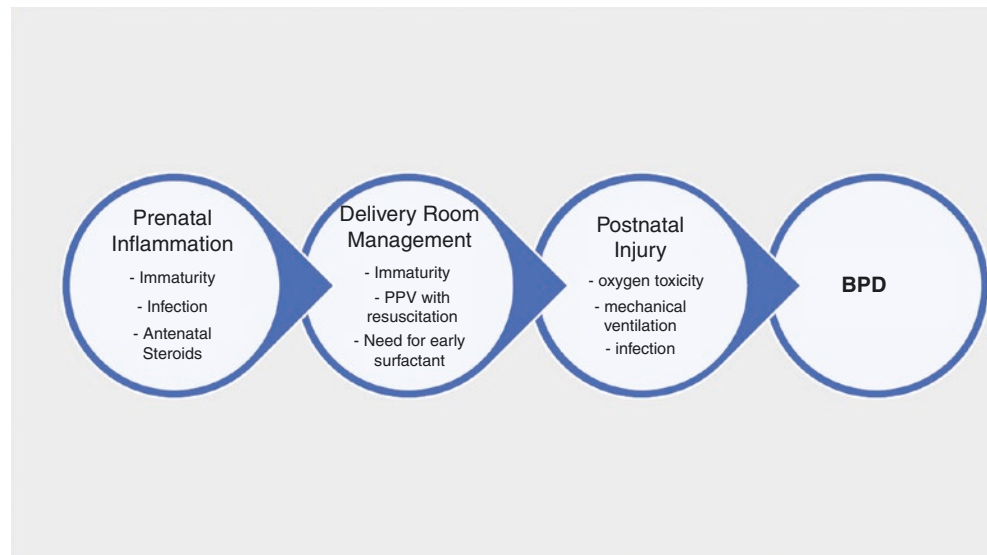 Prenatal
Inflammation
- Immaturity
- Infection
- Antenatal
Steroids
Delivery Room
Management
- Immaturity
- PPV with
resuscitation
- Need for early
surfactant
Postnatal
Injury
- oxygen toxicity
- mechanical
ventilation
- infection
BPD